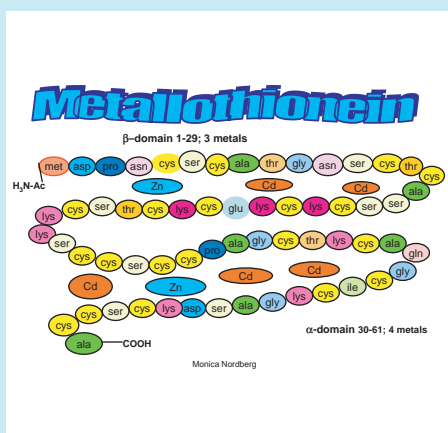 Metallothionein
β–domain 1-29; 3 metals
met asp pro asn cys ser cys ala thr gly asn ser cys thr cys
H₃N-Ac Zn Cd Cd ala
lys cys ser thr cys lys cys glu lys cys lys cys ser ser
lys ser cys cys ser cys cys pro ala gly cys thr lys cys ala gln
Cd Zn Cd Cd gly
cys cys ser cys lys asp ser ala gly lys cys ile cys
α-domain 30-61; 4 metals
ala COOH
Monica Nordberg